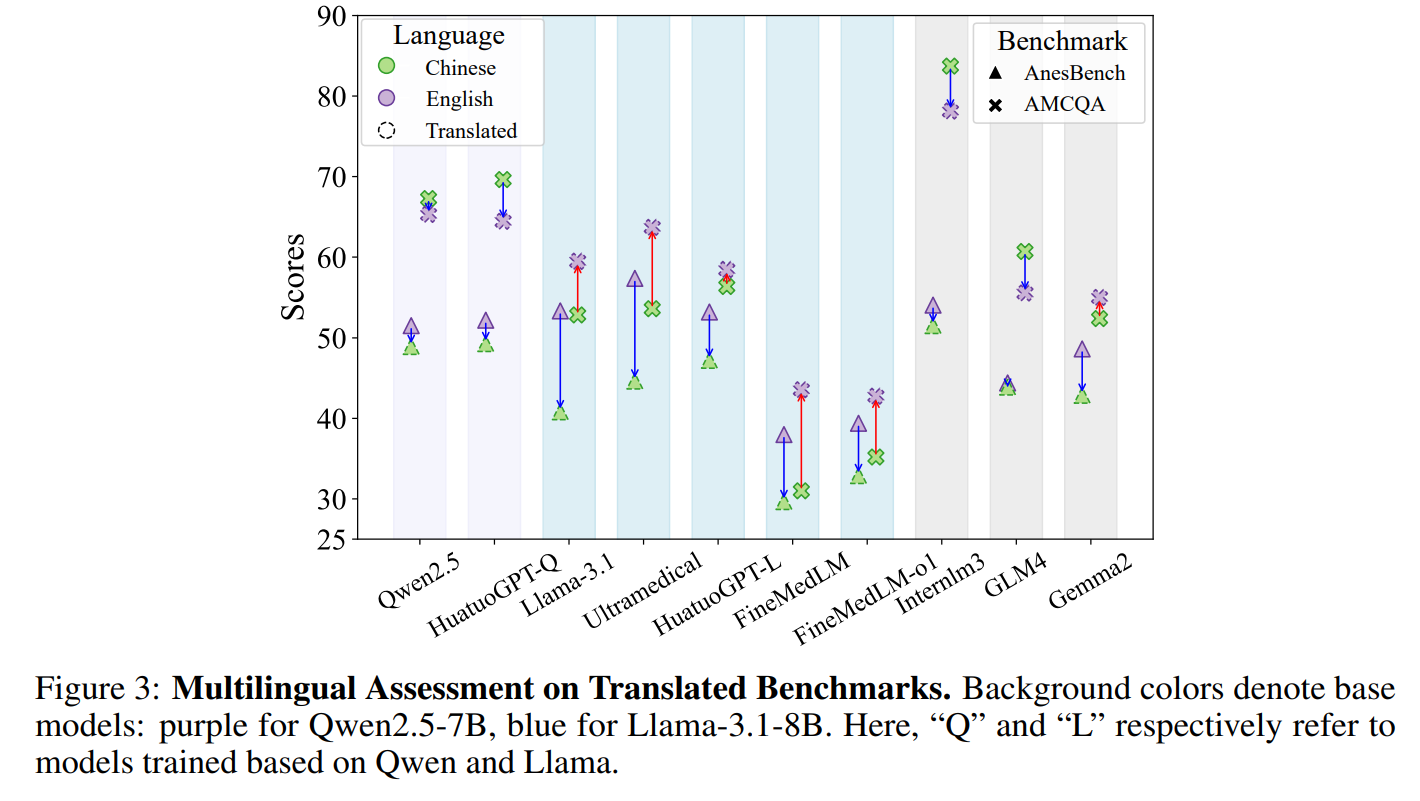 90
80
70
60
50
40
30
25
Scores
Language
Chinese
English
Translated
Benchmark
AnesBench
AMCQA
Qwen2.5
HuatuoGPT-Q
Llama-3.1
Ultramedical
HuatuoGPT-L
FineMedLM
FineMedLM-o1
Internlm3
GLM4
Gemma2
Figure 3: Multilingual Assessment on Translated Benchmarks. Background colors denote base
models: purple for Qwen2.5-7B, blue for Llama-3.1-8B. Here, “Q” and “L” respectively refer to
models trained based on Qwen and Llama.